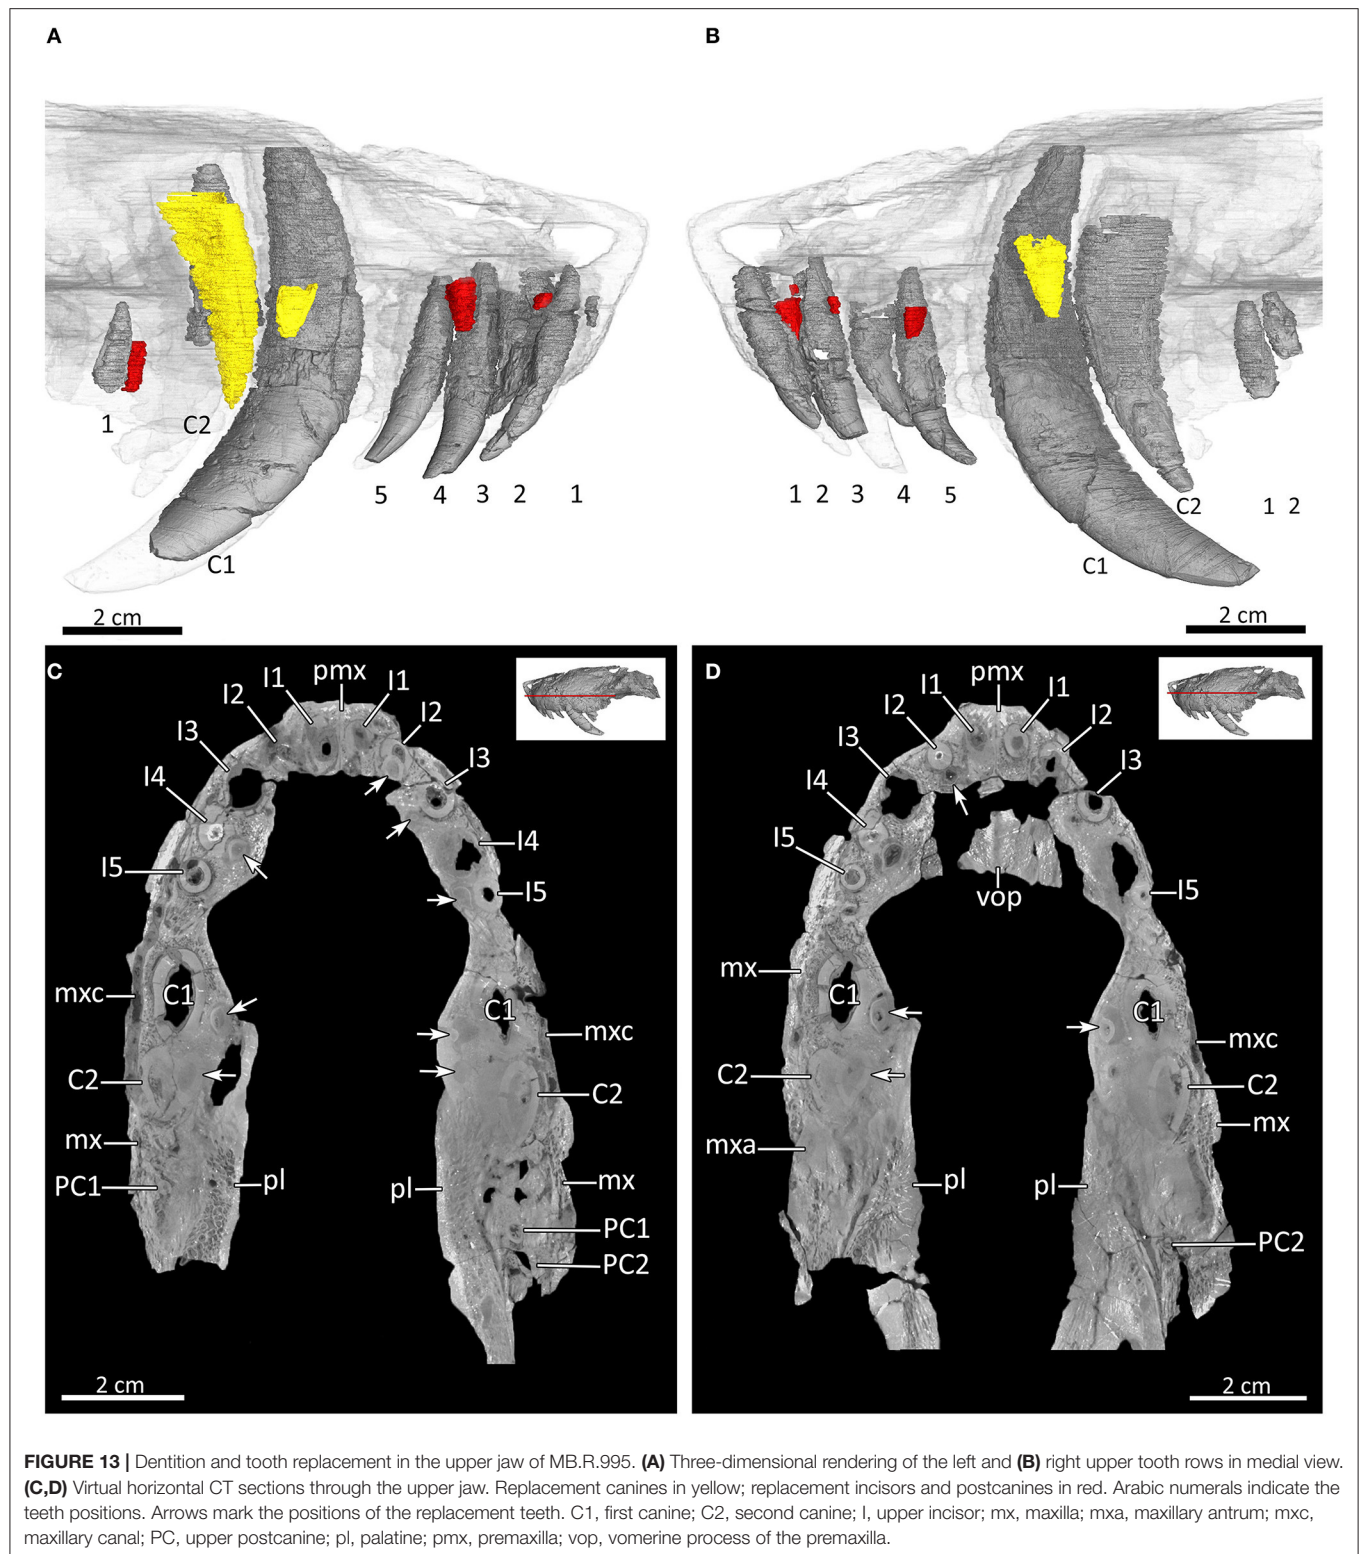 A
B
1
C2
C1
5
4
3
2
1
1
2
3
4
5
C1
C2
1
2
2 cm
2 cm
C
I3
I2
I1
pmx
I1
I2
I3
I4
I5
I4
I5
mxc
C1
C1
mxc
C2
C2
mx
mx
PC1
pl
pl
PC1
PC2
2 cm
D
I3
I2
I1
pmx
I1
I2
I3
I4
I5
vop
I5
mx
C1
C1
mxc
C2
C2
mx
mxa
pl
pl
PC2
2 cm
FIGURE 13 | Dentition and tooth replacement in the upper jaw of MB.R.995. (A) Three-dimensional rendering of the left and (B) right upper tooth rows in medial view.
(C,D) Virtual horizontal CT sections through the upper jaw. Replacement canines in yellow; replacement incisors and postcanines in red. Arabic numerals indicate the
teeth positions. Arrows mark the positions of the replacement teeth. C1, first canine; C2, second canine; I, upper incisor; mx, maxilla; mxa, maxillary antrum; mxc,
maxillary canal; PC, upper postcanine; pl, palatine; pmx, premaxilla; vop, vomerine process of the premaxilla.